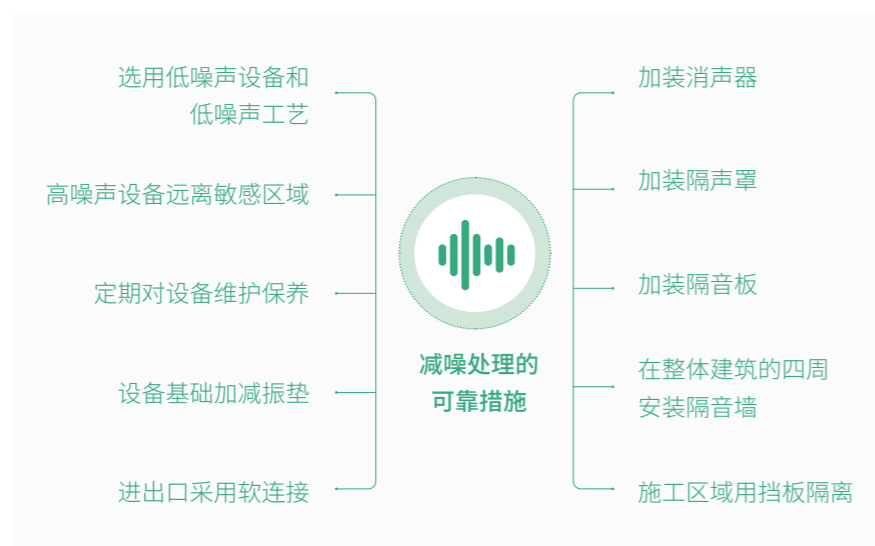 选用低噪声设备和
低噪声工艺
高噪声设备远离敏感区域
定期对设备维护保养
设备基础加减振垫
进出口采用软连接
减噪处理的
可靠措施
加装消声器
加装隔声罩
加装隔音板
在整体建筑的四周
安装隔音墙
施工区域用挡板隔离